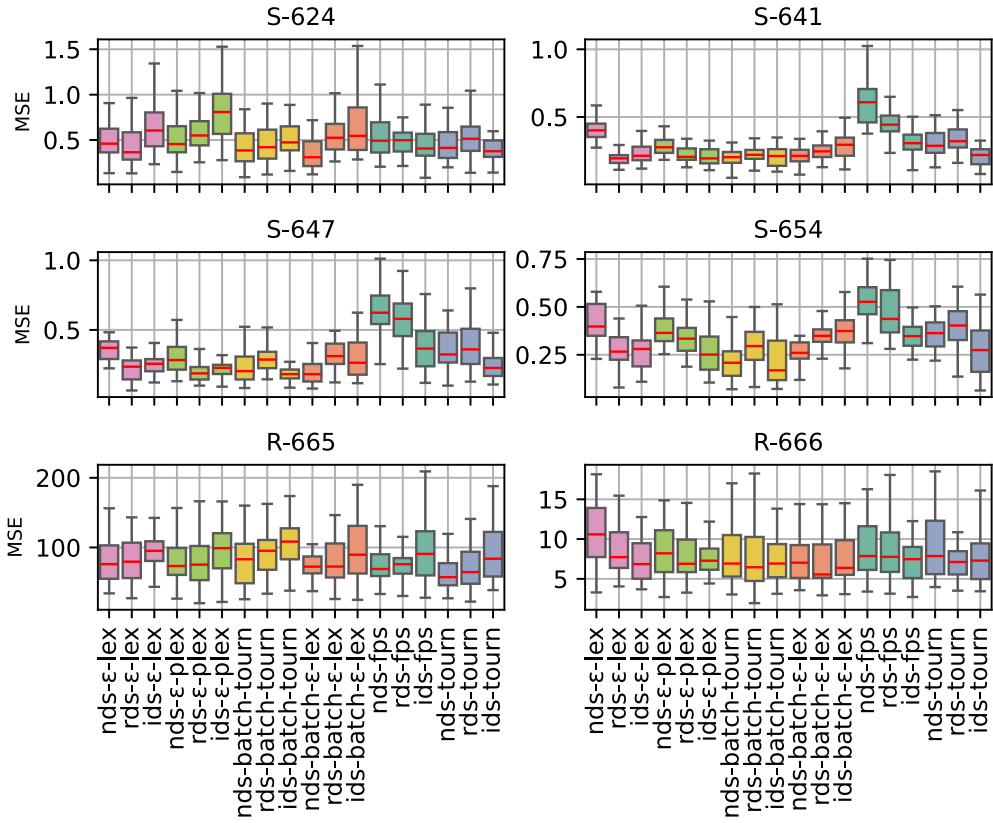 S-624
S-641
MSE
1.5
1.0
0.5
1.0
0.5
S-647
S-654
MSE
1.0
0.5
0.75
0.50
0.25
R-665
R-666
MSE
200
100
15
10
5
nds-ε-lex
rds-ε-lex
ids-ε-lex
nds-ε-plex
rds-ε-plex
ids-ε-plex
nds-batch-tourn
rds-batch-tourn
ids-batch-tourn
nds-batch-ε-lex
rds-batch-ε-lex
ids-batch-ε-lex
nds-fps
rds-fps
ids-fps
nds-tourn
rds-tourn
ids-tourn
nds-ε-lex
rds-ε-lex
ids-ε-lex
nds-ε-plex
rds-ε-plex
ids-ε-plex
nds-batch-tourn
rds-batch-tourn
ids-batch-tourn
nds-batch-ε-lex
rds-batch-ε-lex
ids-batch-ε-lex
nds-fps
rds-fps
ids-fps
nds-tourn
rds-tourn
ids-tourn